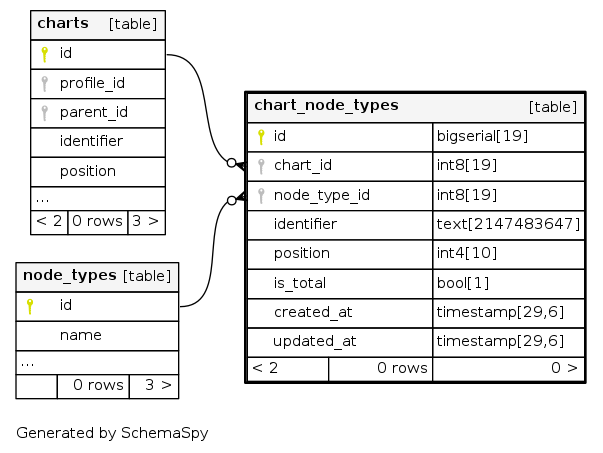 charts [table]
id
profile_id
parent_id
identifier
position
...
< 2 0 rows 3 >
node_types [table]
id
name
...
0 rows 3 >
chart_node_types [table]
id bigserial[19]
chart_id int8[19]
node_type_id int8[19]
identifier text[2147483647]
position int4[10]
is_total bool[1]
created_at timestamp[29,6]
updated_at timestamp[29,6]
< 2 0 rows 0 >
Generated by SchemaSpy